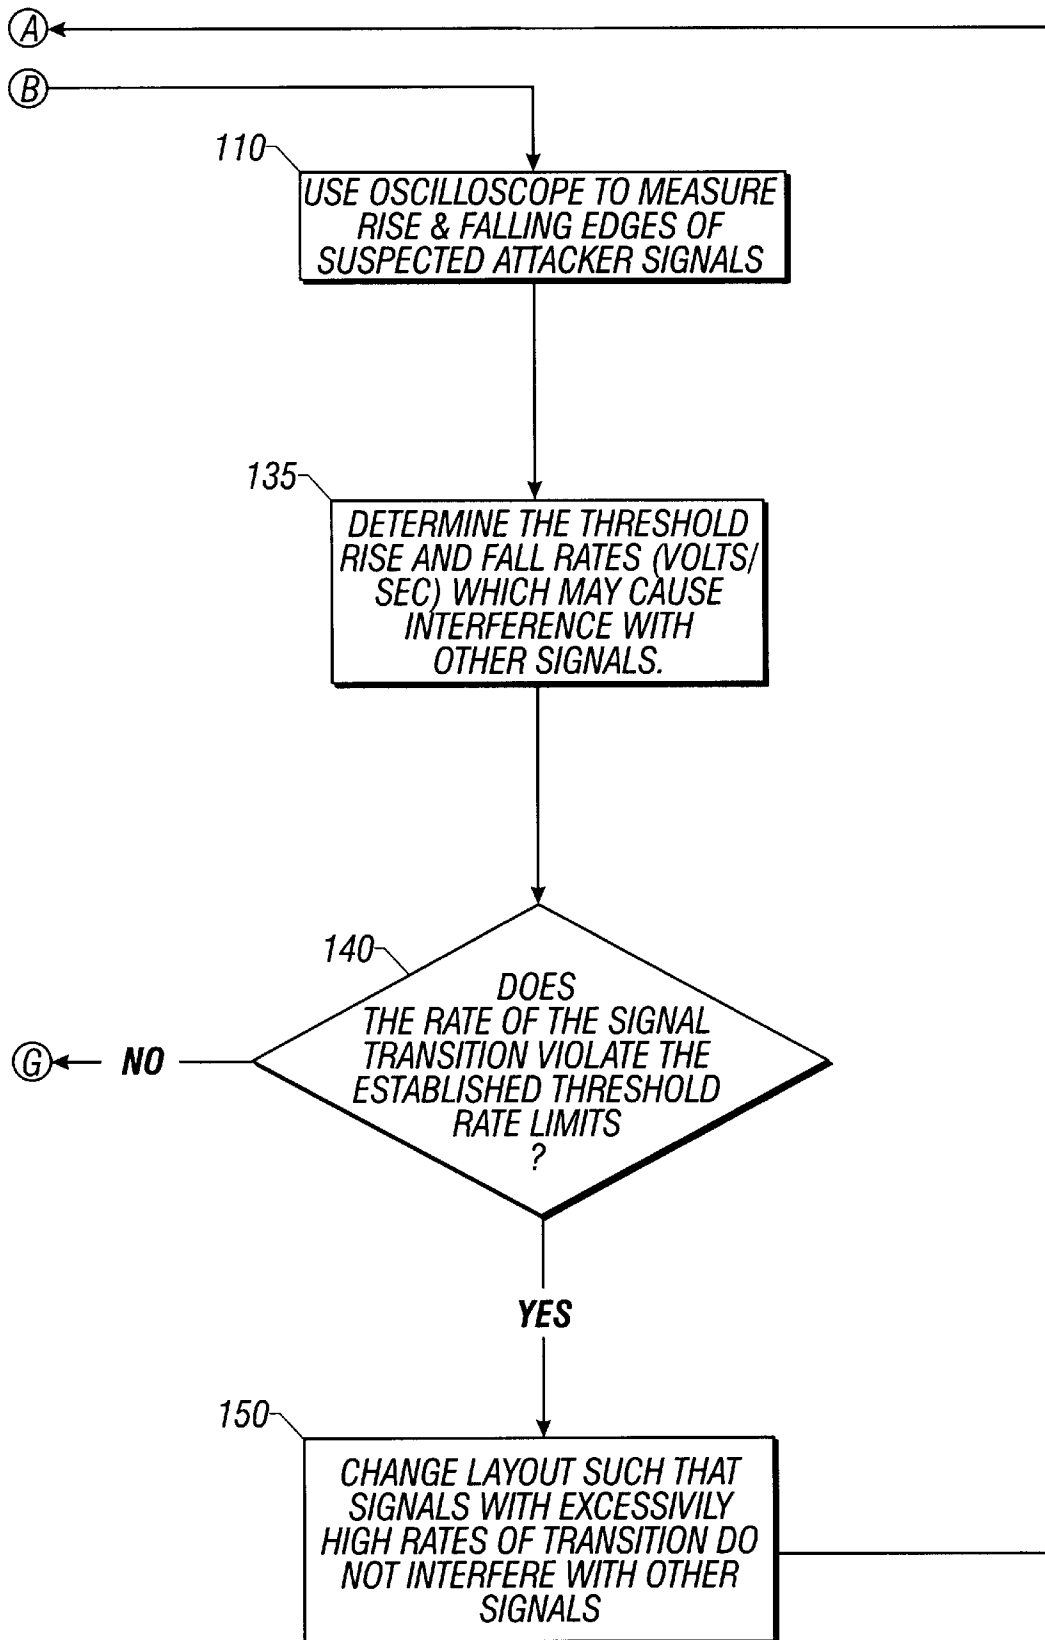 A
B
110
USE OSCILLOSCOPE TO MEASURE
RISE & FALLING EDGES OF
SUSPECTED ATTACKER SIGNALS
135
DETERMINE THE THRESHOLD
RISE AND FALL RATES (VOLTS/
SEC) WHICH MAY CAUSE
INTERFERENCE WITH
OTHER SIGNALS.
140
DOES
THE RATE OF THE SIGNAL
TRANSITION VIOLATE THE
ESTABLISHED THRESHOLD
RATE LIMITS
?
G
NO
YES
150
CHANGE LAYOUT SUCH THAT
SIGNALS WITH EXCESSIVILY
HIGH RATES OF TRANSITION DO
NOT INTERFERE WITH OTHER
SIGNALS